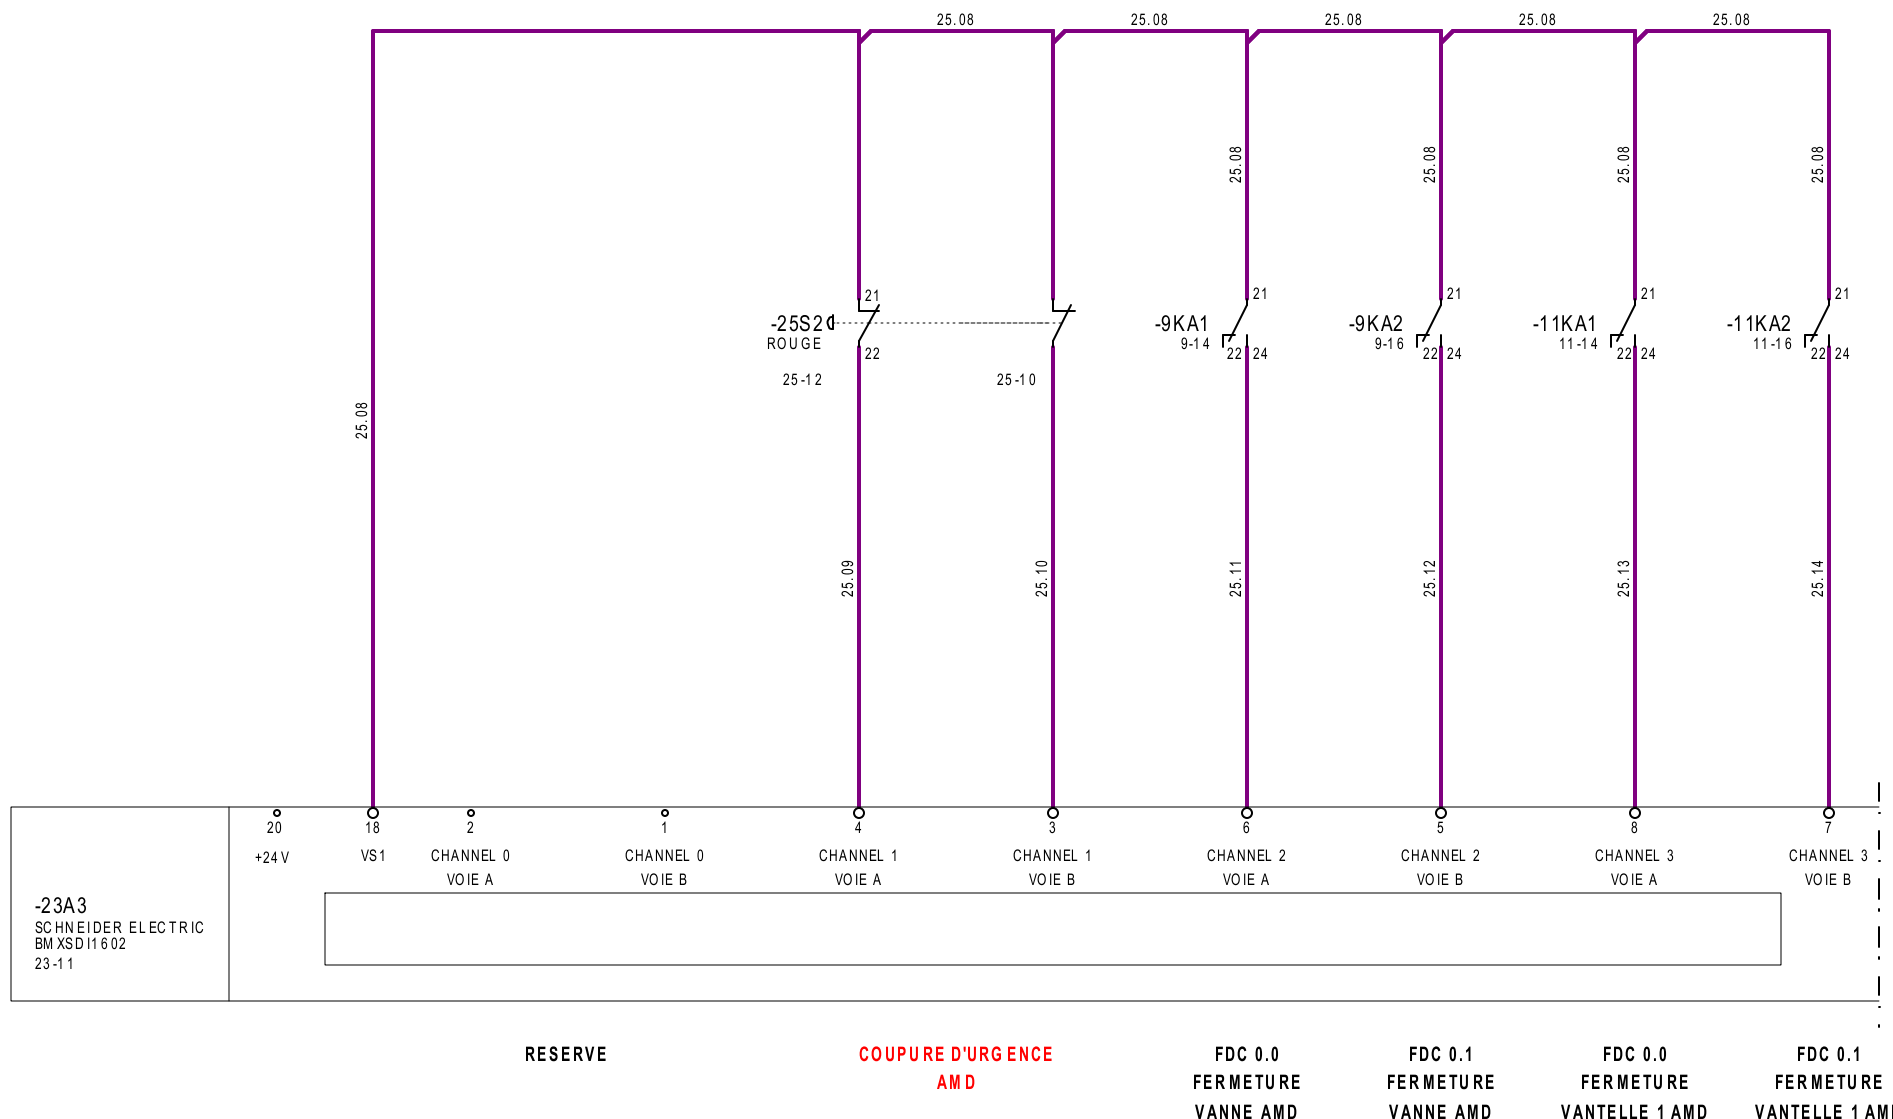 25.08
25.08
25.08
25.08
25.08
25.08
25.08
25.08
25.08
21
21
21
21
21
-25S2
ROUGE
22
25-12
25-10
-9KA1
9-14
22
24
-9KA2
9-16
22
24
-11KA1
11-14
22
24
-11KA2
11-16
22
24
25.08
25.09
25.10
25.11
25.12
25.13
25.14
20
+24V
18
VS1
2
CHANNEL 0
VOIE A
1
CHANNEL 0
VOIE B
4
CHANNEL 1
VOIE A
3
CHANNEL 1
VOIE B
6
CHANNEL 2
VOIE A
5
CHANNEL 2
VOIE B
8
CHANNEL 3
VOIE A
7
CHANNEL 3
VOIE B
-23A3
SCHNEIDER ELECTRIC
BMXSDI1602
23-11
RESERVE
COUPURE D'URGENCE
AMD
FDC 0.0
FERMETURE
VANNE AMD
FDC 0.1
FERMETURE
VANNE AMD
FDC 0.0
FERMETURE
VANTELLE 1 AMD
FDC 0.1
FERMETURE
VANTELLE 1 AMD